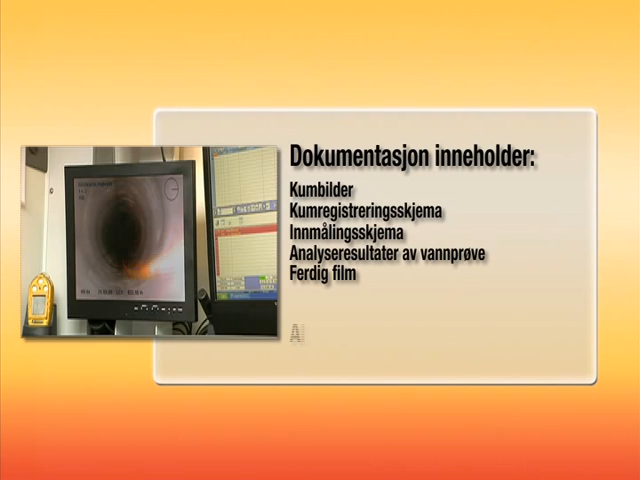 Dokumentasjon inneholder:
Kumbilder
Kumregistreringsskjema
Innmålingsskjema
Analyseresultater av vannprøve
Ferdig film
A